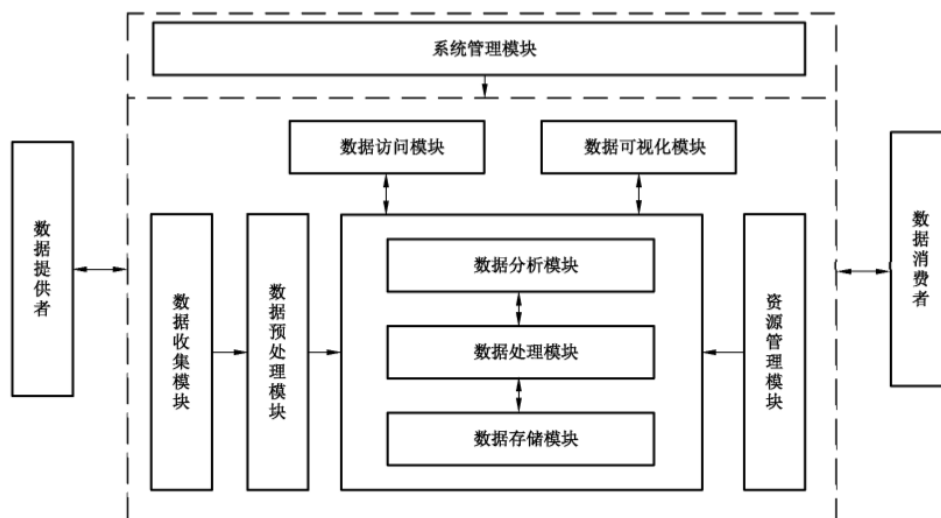 系统管理模块
数据访问模块
数据可视化模块
数据提供者
数据收集模块
数据预处理模块
数据分析模块
数据处理模块
数据存储模块
资源管理模块
数据消费者